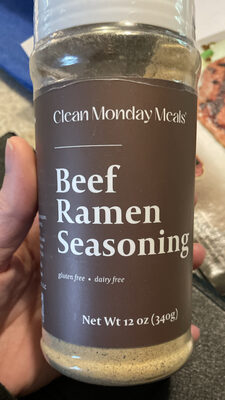 Clean Monday Meals®
Beef
Ramen
Seasoning
gluten free • dairy free
Net Wt 12 oz (340g)